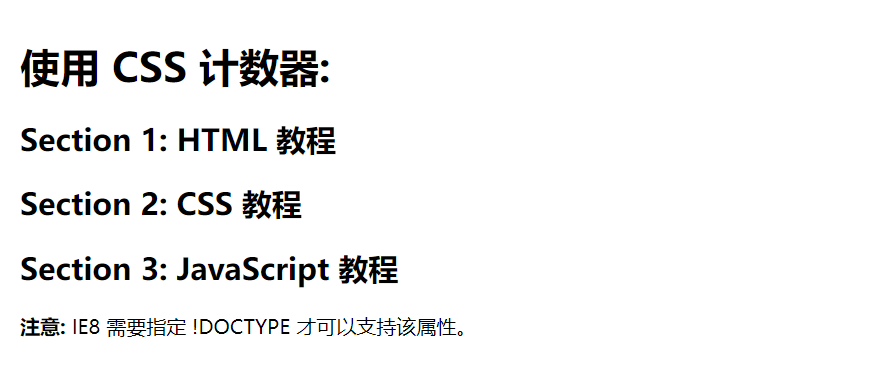 使用 CSS 计数器:
Section 1: HTML 教程
Section 2: CSS 教程
Section 3: JavaScript 教程
注意: IE8 需要指定 !DOCTYPE 才可以支持该属性。